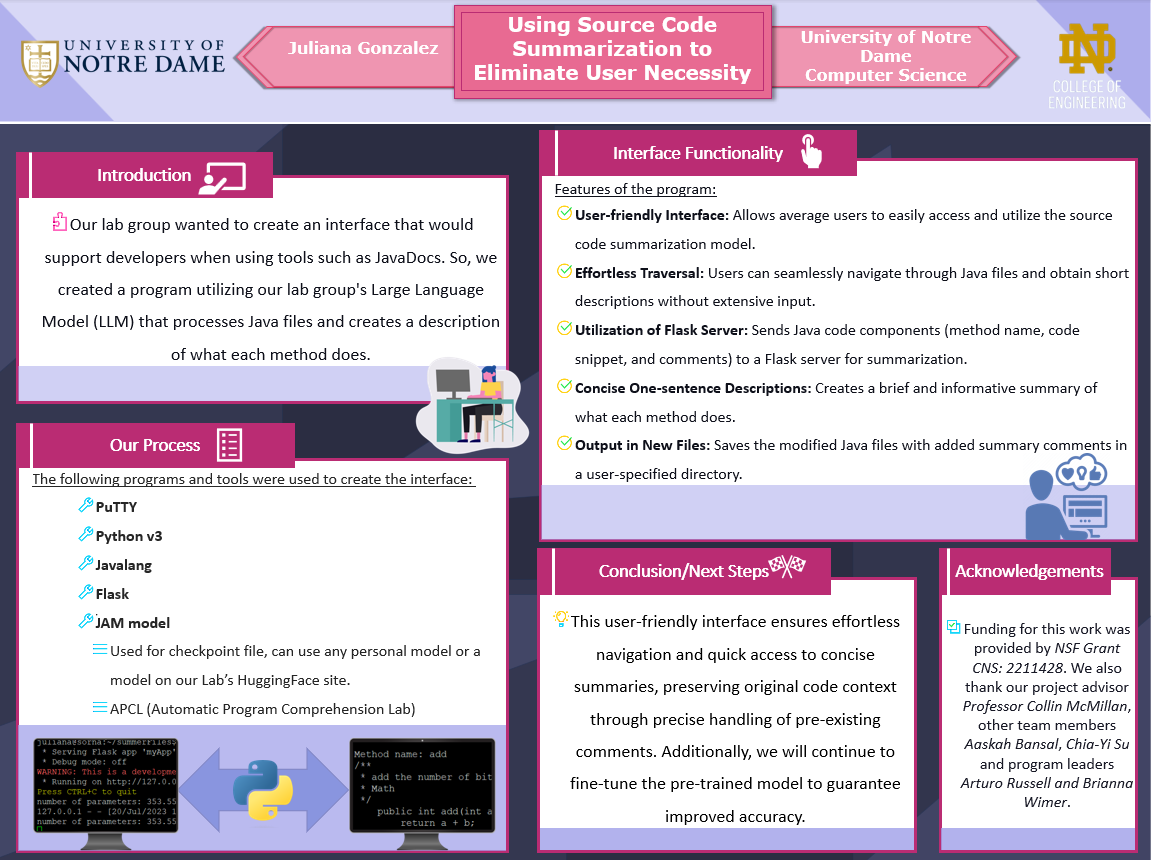 UNIVERSITY OF
NOTRE DAME
Juliana Gonzalez
Using Source Code
Summarization to
Eliminate User Necessity
University of Notre
Dame
Computer Science
ND
COLLEGE OF
ENGINEERING
Introduction
Our lab group wanted to create an interface that would
support developers when using tools such as JavaDocs. So, we
created a program utilizing our lab group's Large Language
Model (LLM) that processes Java files and creates a description
of what each method does.
Our Process
The following programs and tools were used to create the interface:
PuTTY
Python v3
Javalang
Flask
JAM model
Used for checkpoint file, can use any personal model or a
model on our Lab's HuggingFace site.
APCL (Automatic Program Comprehension Lab)
juliana@sorna:~/summerfiles$
* Serving Flask app 'myApp'
* Debug mode: off
WARNING: This is a developme
* Running on http://127.0.0
Press CTRL+C to quit
number of parameters: 353.55
127.0.0.1 - - [20/Jul/2023 1
number of parameters: 353.55
Method name: add
/**
* add the number of bit
* Math
*/
public int add(int a
return a + b;
Interface Functionality
Features of the program:
User-friendly Interface: Allows average users to easily access and utilize the source
code summarization model.
Effortless Traversal: Users can seamlessly navigate through Java files and obtain short
descriptions without extensive input.
Utilization of Flask Server: Sends Java code components (method name, code
snippet, and comments) to a Flask server for summarization.
Concise One-sentence Descriptions: Creates a brief and informative summary of
what each method does.
Output in New Files: Saves the modified Java files with added summary comments in
a user-specified directory.
Conclusion/Next Steps
This user-friendly interface ensures effortless
navigation and quick access to concise
summaries, preserving original code context
through precise handling of pre-existing
comments. Additionally, we will continue to
fine-tune the pre-trained model to guarantee
improved accuracy.
Acknowledgements
Funding for this work was
provided by NSF Grant
CNS: 2211428. We also
thank our project advisor
Professor Collin McMillan,
other team members
Aaskah Bansal, Chia-Yi Su
and program leaders
Arturo Russell and Brianna
Wimer.